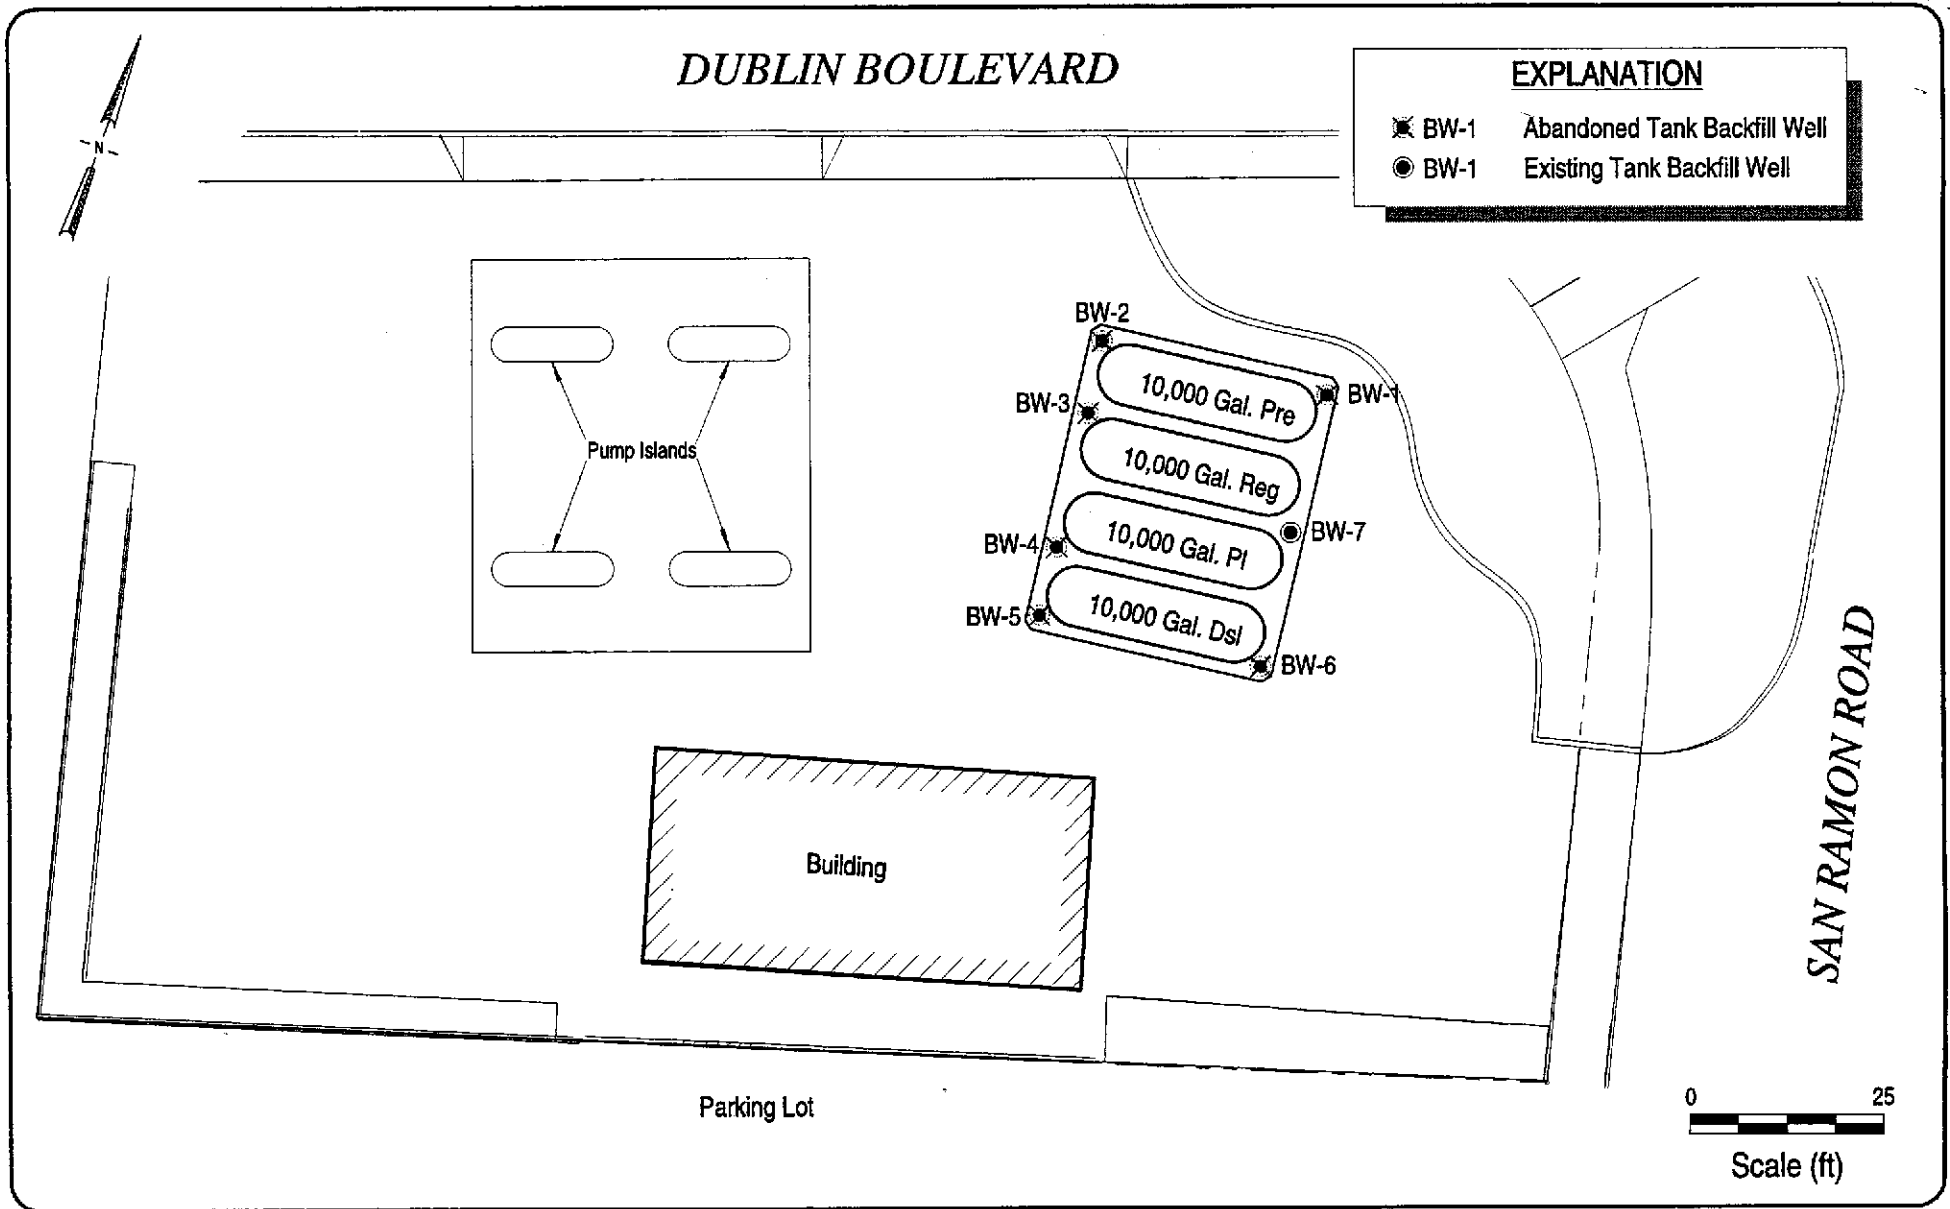 DUBLIN BOULEVARD
EXPLANATION
BW-1 Abandoned Tank Backfill Well
BW-1 Existing Tank Backfill Well
N
BW-2
BW-1
BW-3
10,000 Gal. Pre
10,000 Gal. Reg
Pump Islands
BW-7
BW-4
10,000 Gal. Pl
BW-5
10,000 Gal. Dsl
BW-6
SAN RAMON ROAD
Building
Parking Lot
0 25
Scale (ft)